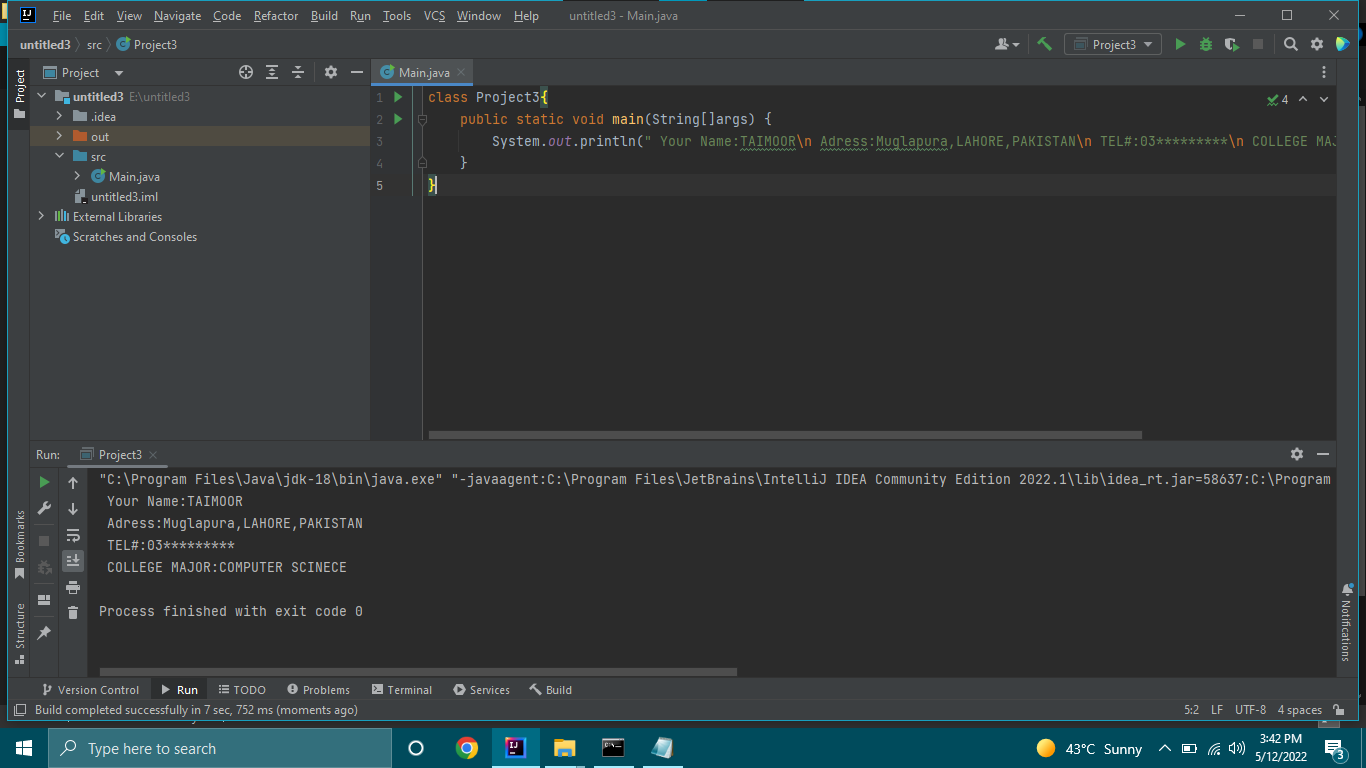 File Edit View Navigate Code Refactor Build Run Tools VCS Window Help untitled3 - Main.java
untitled3 src Project3 Project3
Project Main.java
Project
untitled3 E:\untitled3
.idea
out
src
Main.java
untitled3.iml
External Libraries
Scratches and Consoles
1 class Project3{ 4
2 public static void main(String[]args) {
3 System.out.println(" Your Name:TAIMOOR\n Adress:Muglapura,LAHORE,PAKISTAN\n TEL#:03*********\n COLLEGE MAJ
4 }
5 }
Run: Project3
"C:\Program Files\Java\jdk-18\bin\java.exe" "-javaagent:C:\Program Files\JetBrains\IntelliJ IDEA Community Edition 2022.1\lib\idea_rt.jar=58637:C:\Program
Your Name:TAIMOOR
Adress:Muglapura,LAHORE,PAKISTAN
TEL#:03*********
COLLEGE MAJOR:COMPUTER SCINECE
Process finished with exit code 0
Bookmarks
Structure
Notifications
Version Control Run TODO Problems Terminal Services Build
Build completed successfully in 7 sec, 752 ms (moments ago) 5:2 LF UTF-8 4 spaces
Type here to search 43°C Sunny 3:42 PM
5/12/2022 3